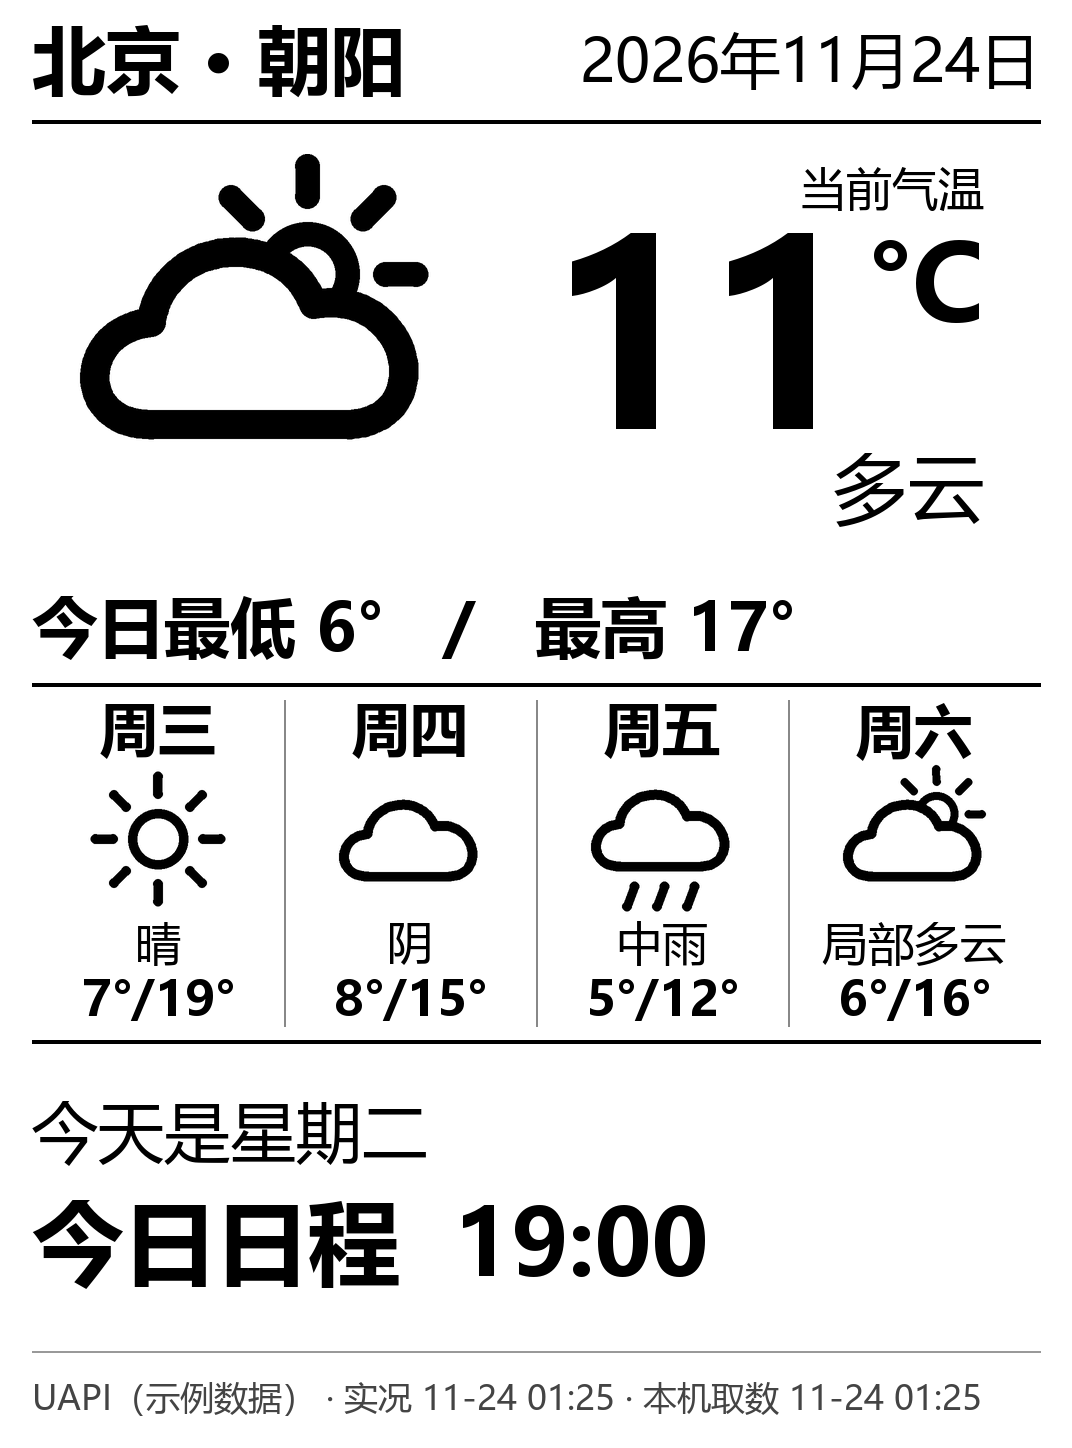 北京·朝阳 2026年11月24日
当前气温
11°C
多云
今日最低 6° / 最高 17°
周三 周四 周五 周六
晴 阴 中雨 局部多云
7°/19° 8°/15° 5°/12° 6°/16°
今天是星期二
今日日程 19:00
UAPI（示例数据） · 实况 11-24 01:25 · 本机取数 11-24 01:25